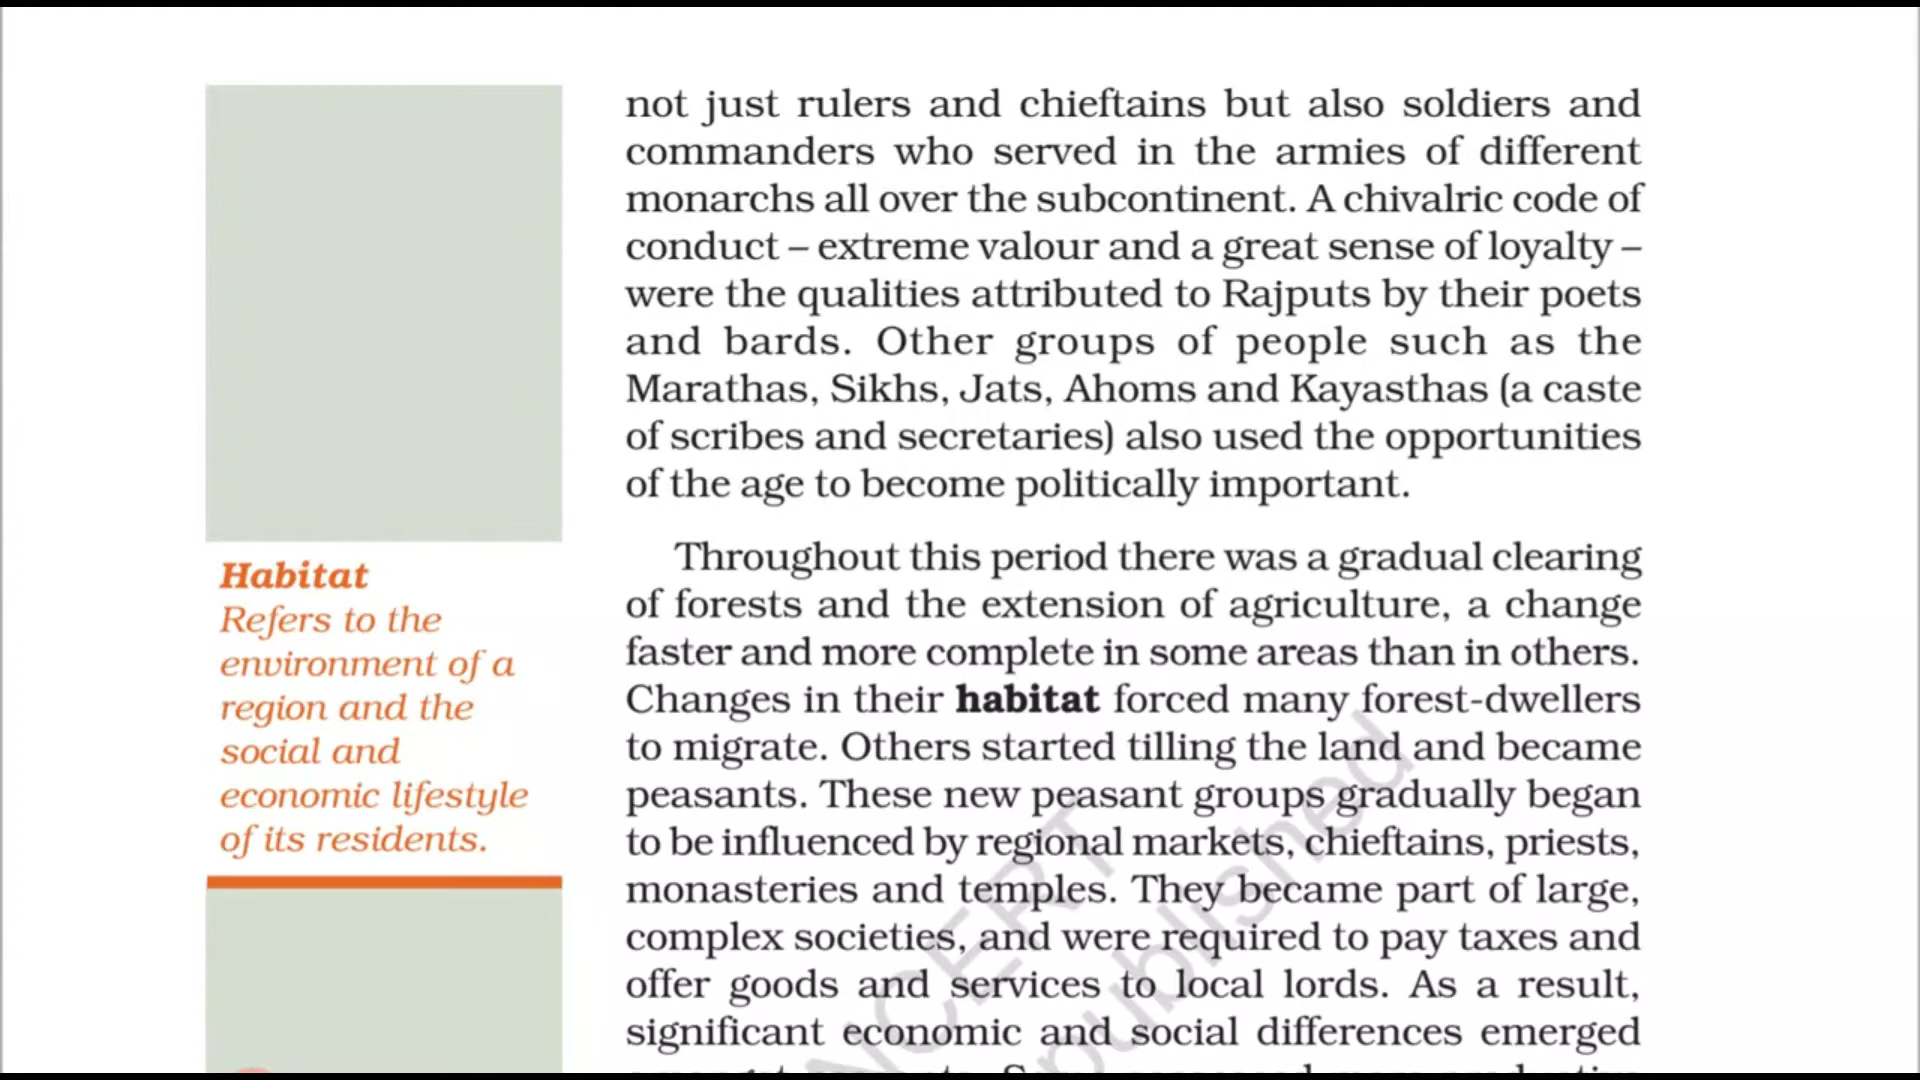 not just rulers and chieftains but also soldiers and
commanders who served in the armies of different
monarchs all over the subcontinent. A chivalric code of
conduct – extreme valour and a great sense of loyalty –
were the qualities attributed to Rajputs by their poets
and bards. Other groups of people such as the
Marathas, Sikhs, Jats, Ahoms and Kayasthas (a caste
of scribes and secretaries) also used the opportunities
of the age to become politically important.
Throughout this period there was a gradual clearing
of forests and the extension of agriculture, a change
faster and more complete in some areas than in others.
Changes in their habitat forced many forest-dwellers
to migrate. Others started tilling the land and became
peasants. These new peasant groups gradually began
to be influenced by regional markets, chieftains, priests,
monasteries and temples. They became part of large,
complex societies, and were required to pay taxes and
offer goods and services to local lords. As a result,
significant economic and social differences emerged
Habitat
Refers to the
environment of a
region and the
social and
economic lifestyle
of its residents.
NCERT
published